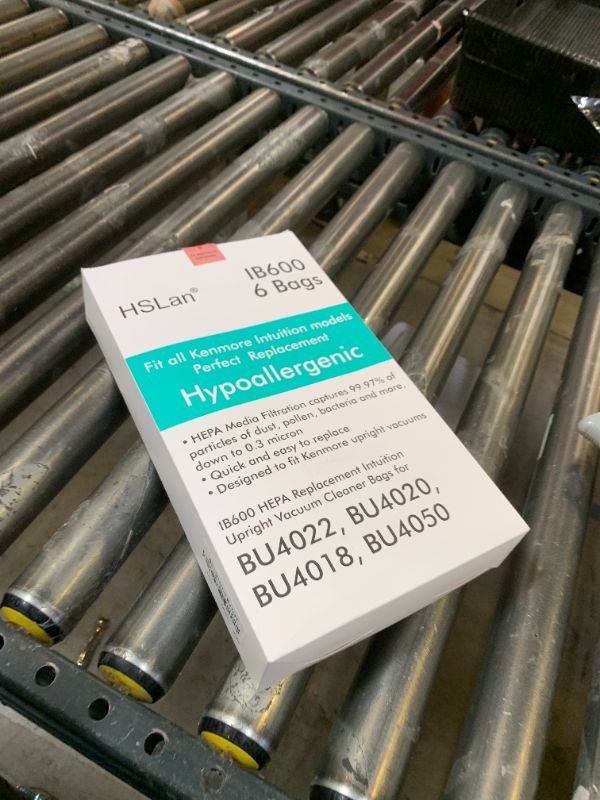 HSLan®
IB600
6 Bags
Fit all Kenmore Intuition models
Perfect Replacement
Hypoallergenic
• HEPA Media Filtration captures 99.97% of
particles of dust, pollen, bacteria and more,
down to 0.3 micron
• Quick and easy to replace
• Designed to fit Kenmore upright vacuums
IB600 HEPA Replacement Intuition
Upright Vacuum Cleaner Bags for
BU4022, BU4020,
BU4018, BU4050